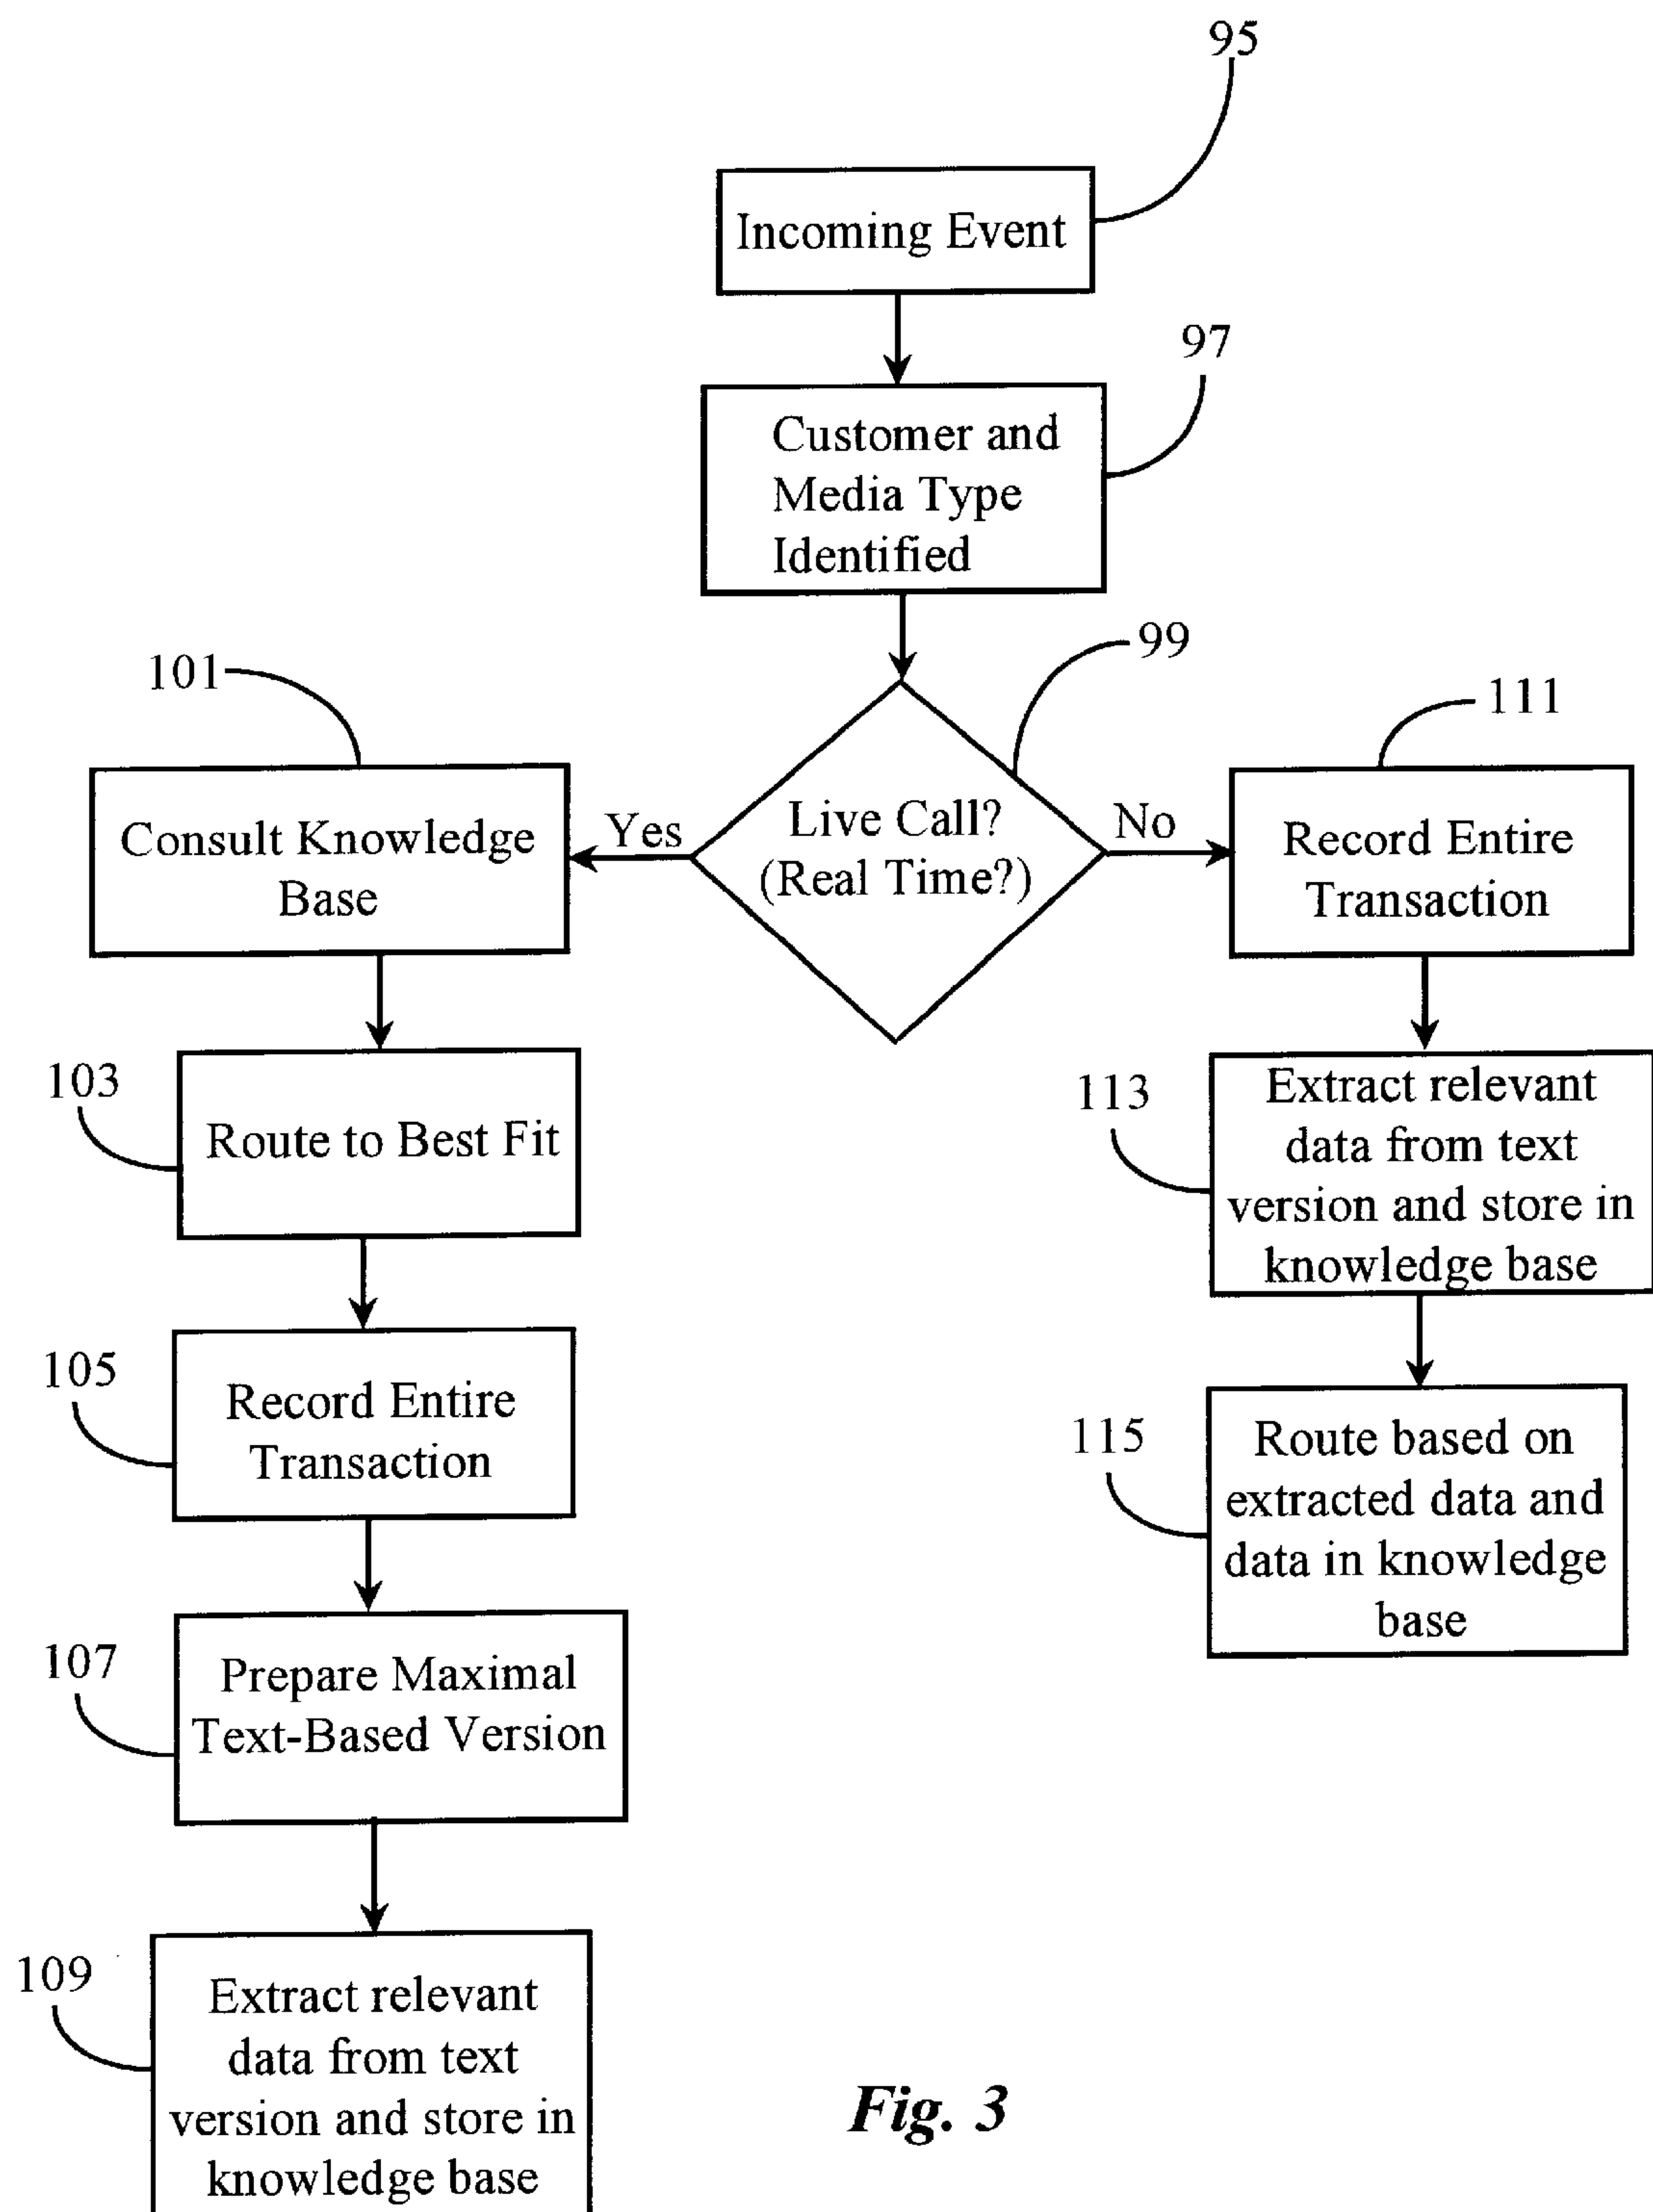 95
Incoming Event
97
Customer and
Media Type
Identified
99
Live Call?
(Real Time?)
Yes
No
101
Consult Knowledge
Base
103
Route to Best Fit
105
Record Entire
Transaction
107
Prepare Maximal
Text-Based Version
109
Extract relevant
data from text
version and store in
knowledge base
111
Record Entire
Transaction
113
Extract relevant
data from text
version and store in
knowledge base
115
Route based on
extracted data and
data in knowledge
base
Fig. 3